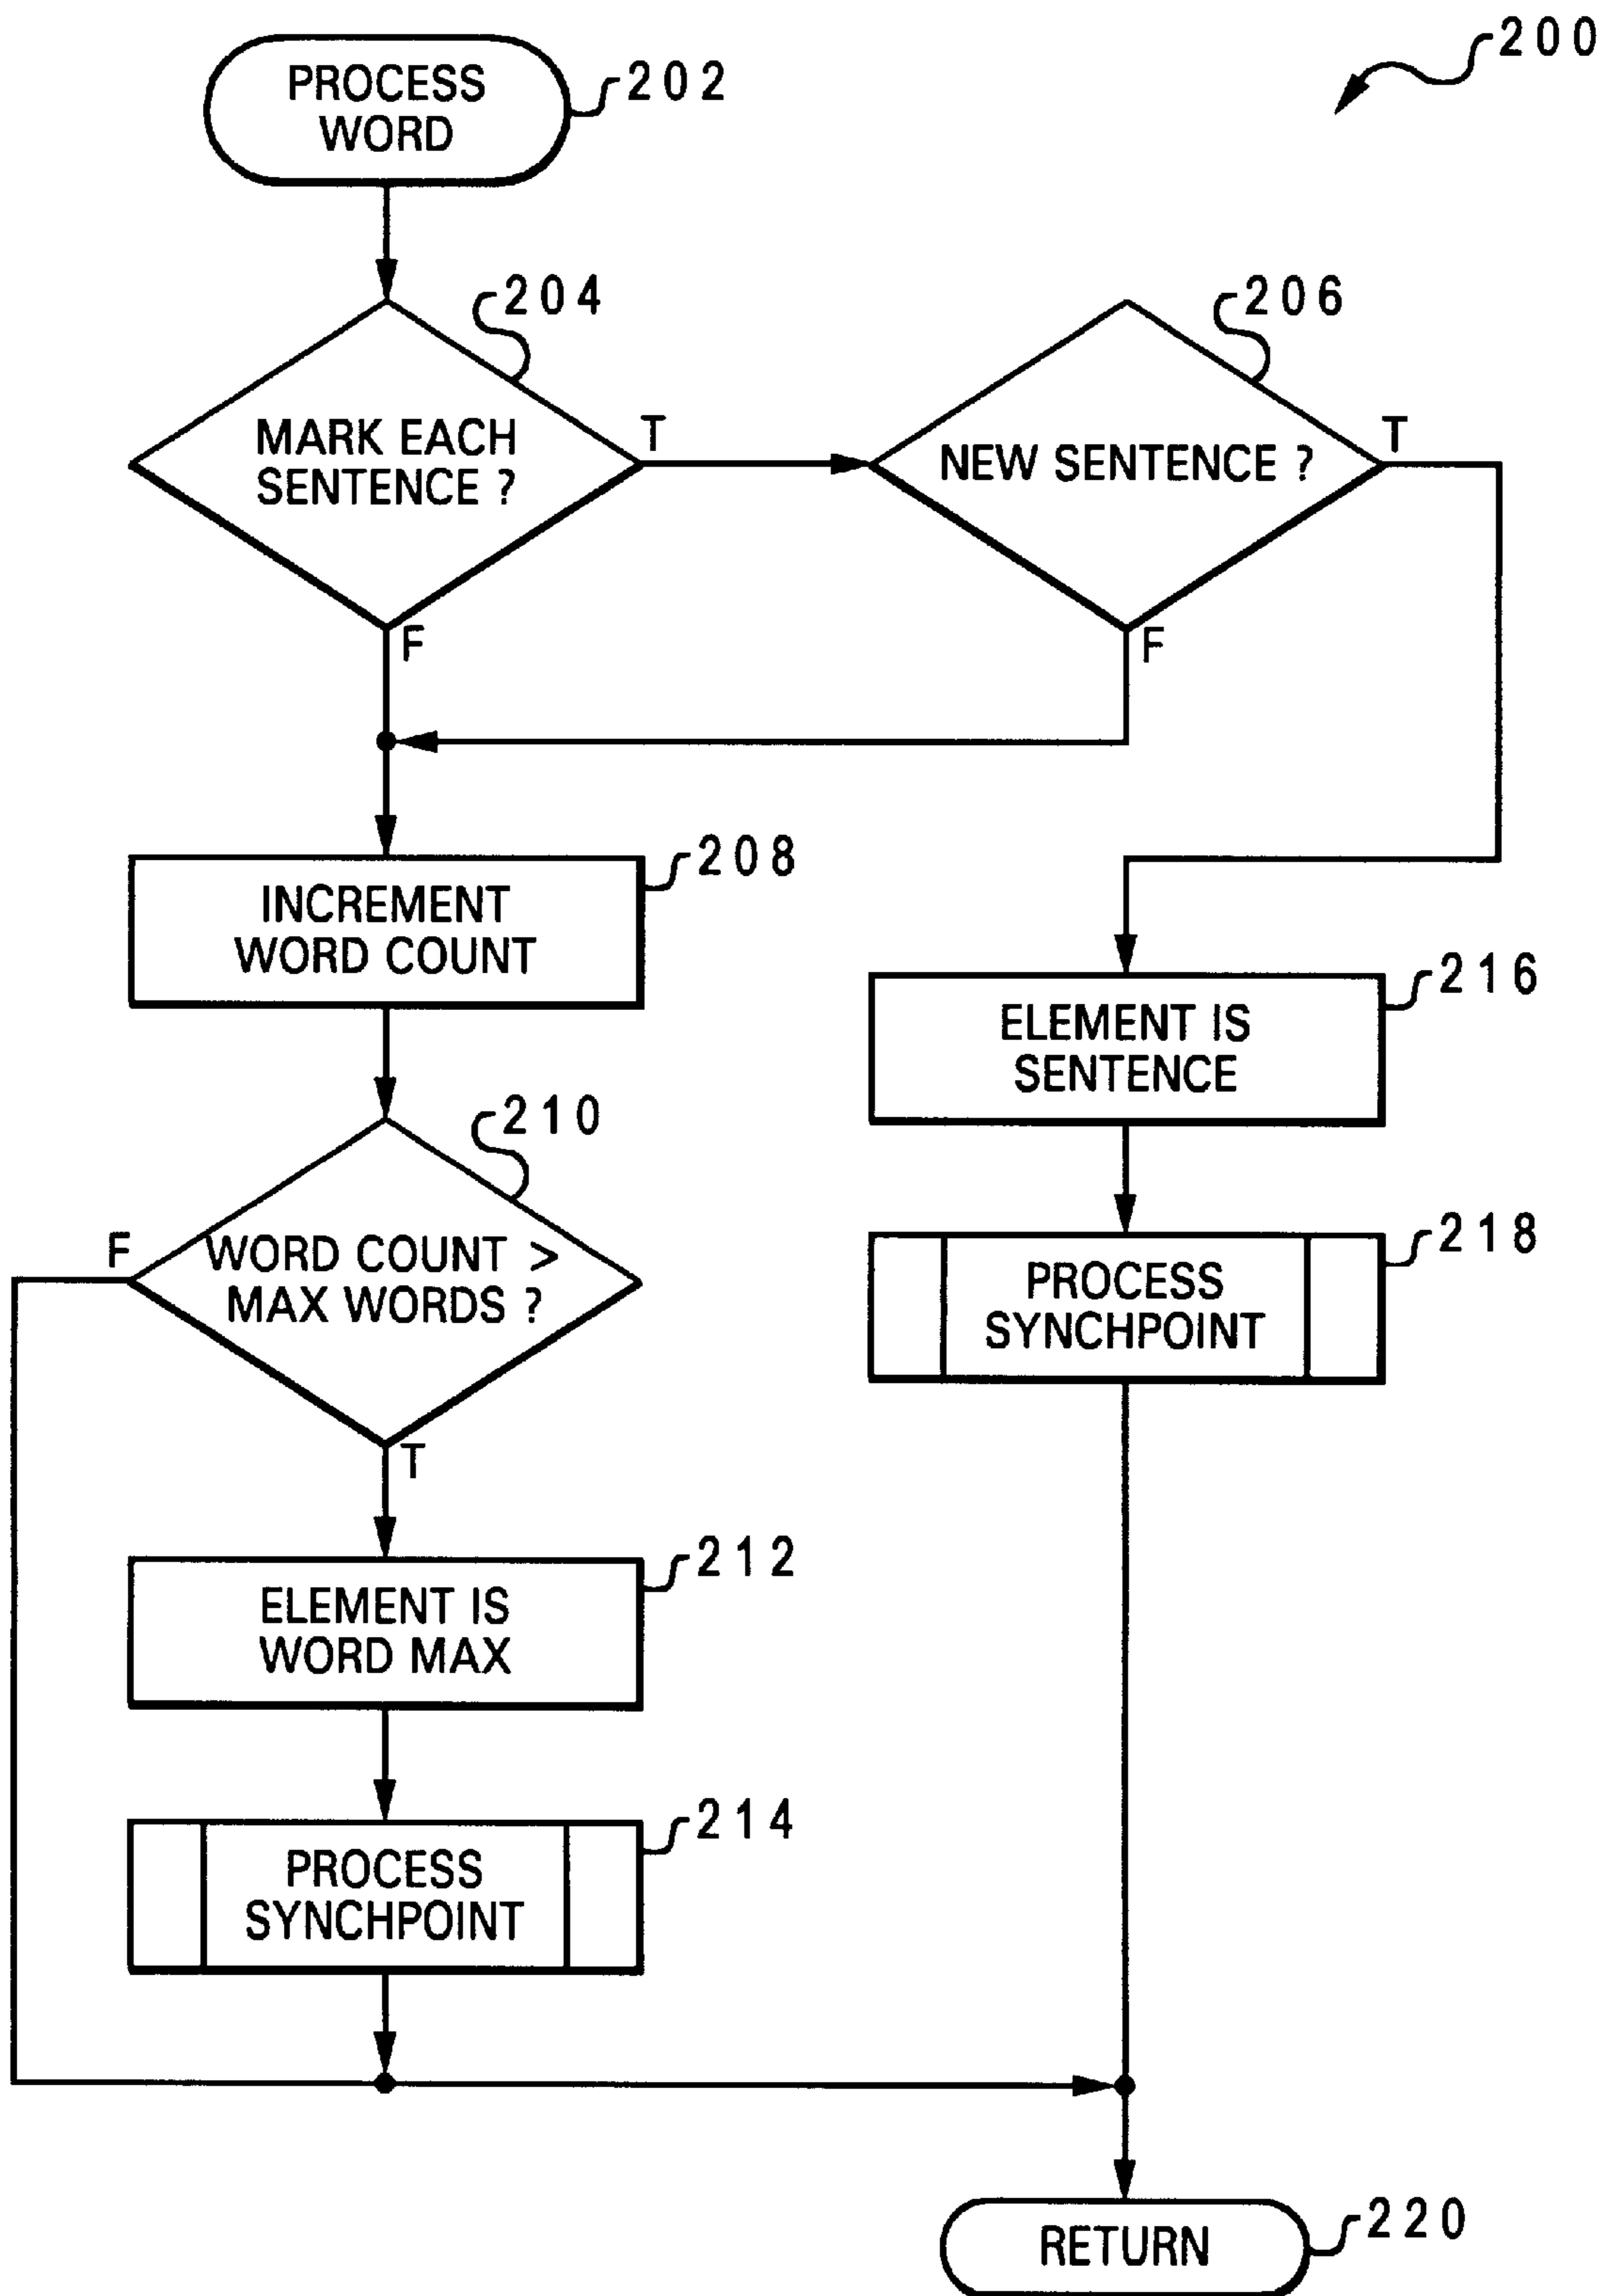 200
PROCESS
WORD
202
204
206
MARK EACH
SENTENCE ?
T
NEW SENTENCE ?
T
F
F
208
INCREMENT
WORD COUNT
216
ELEMENT IS
SENTENCE
210
F
WORD COUNT >
MAX WORDS ?
T
218
PROCESS
SYNCHPOINT
212
ELEMENT IS
WORD MAX
214
PROCESS
SYNCHPOINT
220
RETURN